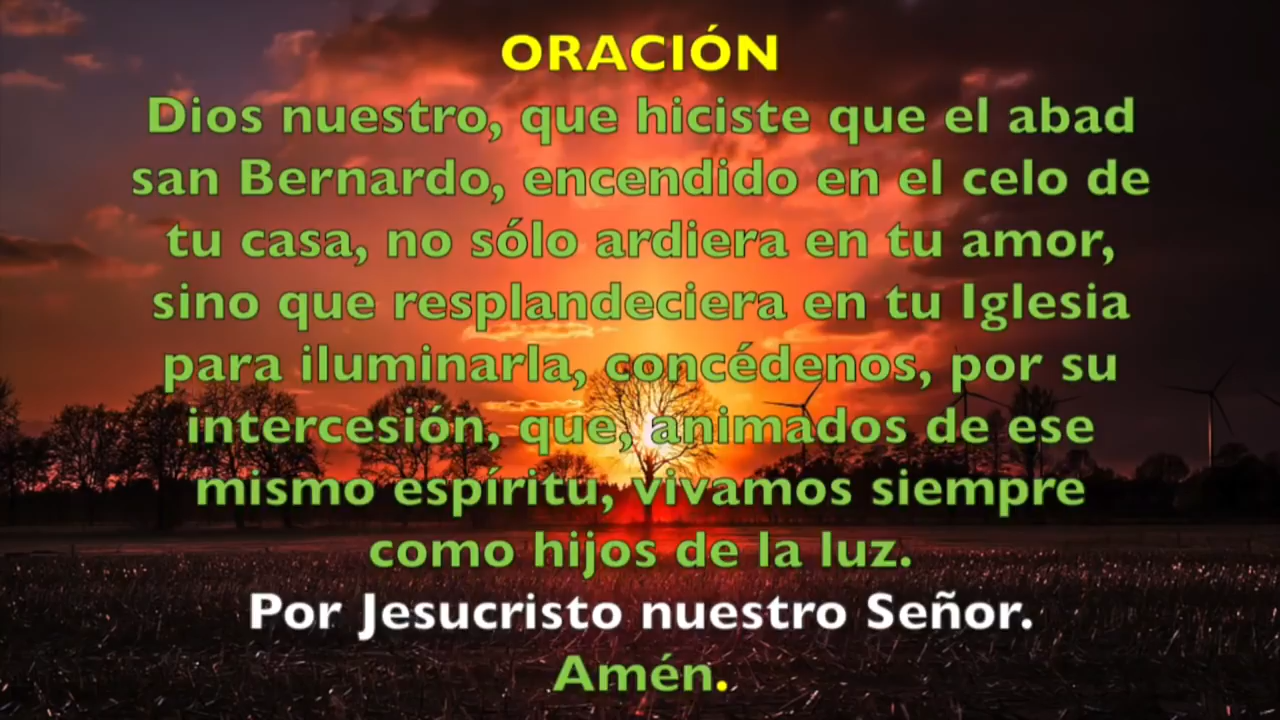 ORACIÓN
Dios nuestro, que hiciste que el abad
san Bernardo, encendido en el celo de
tu casa, no sólo ardiera en tu amor,
sino que resplandeciera en tu Iglesia
para iluminarla, concédenos, por su
intercesión, que, animados de ese
mismo espíritu, vivamos siempre
como hijos de la luz.
Por Jesucristo nuestro Señor.
Amén.